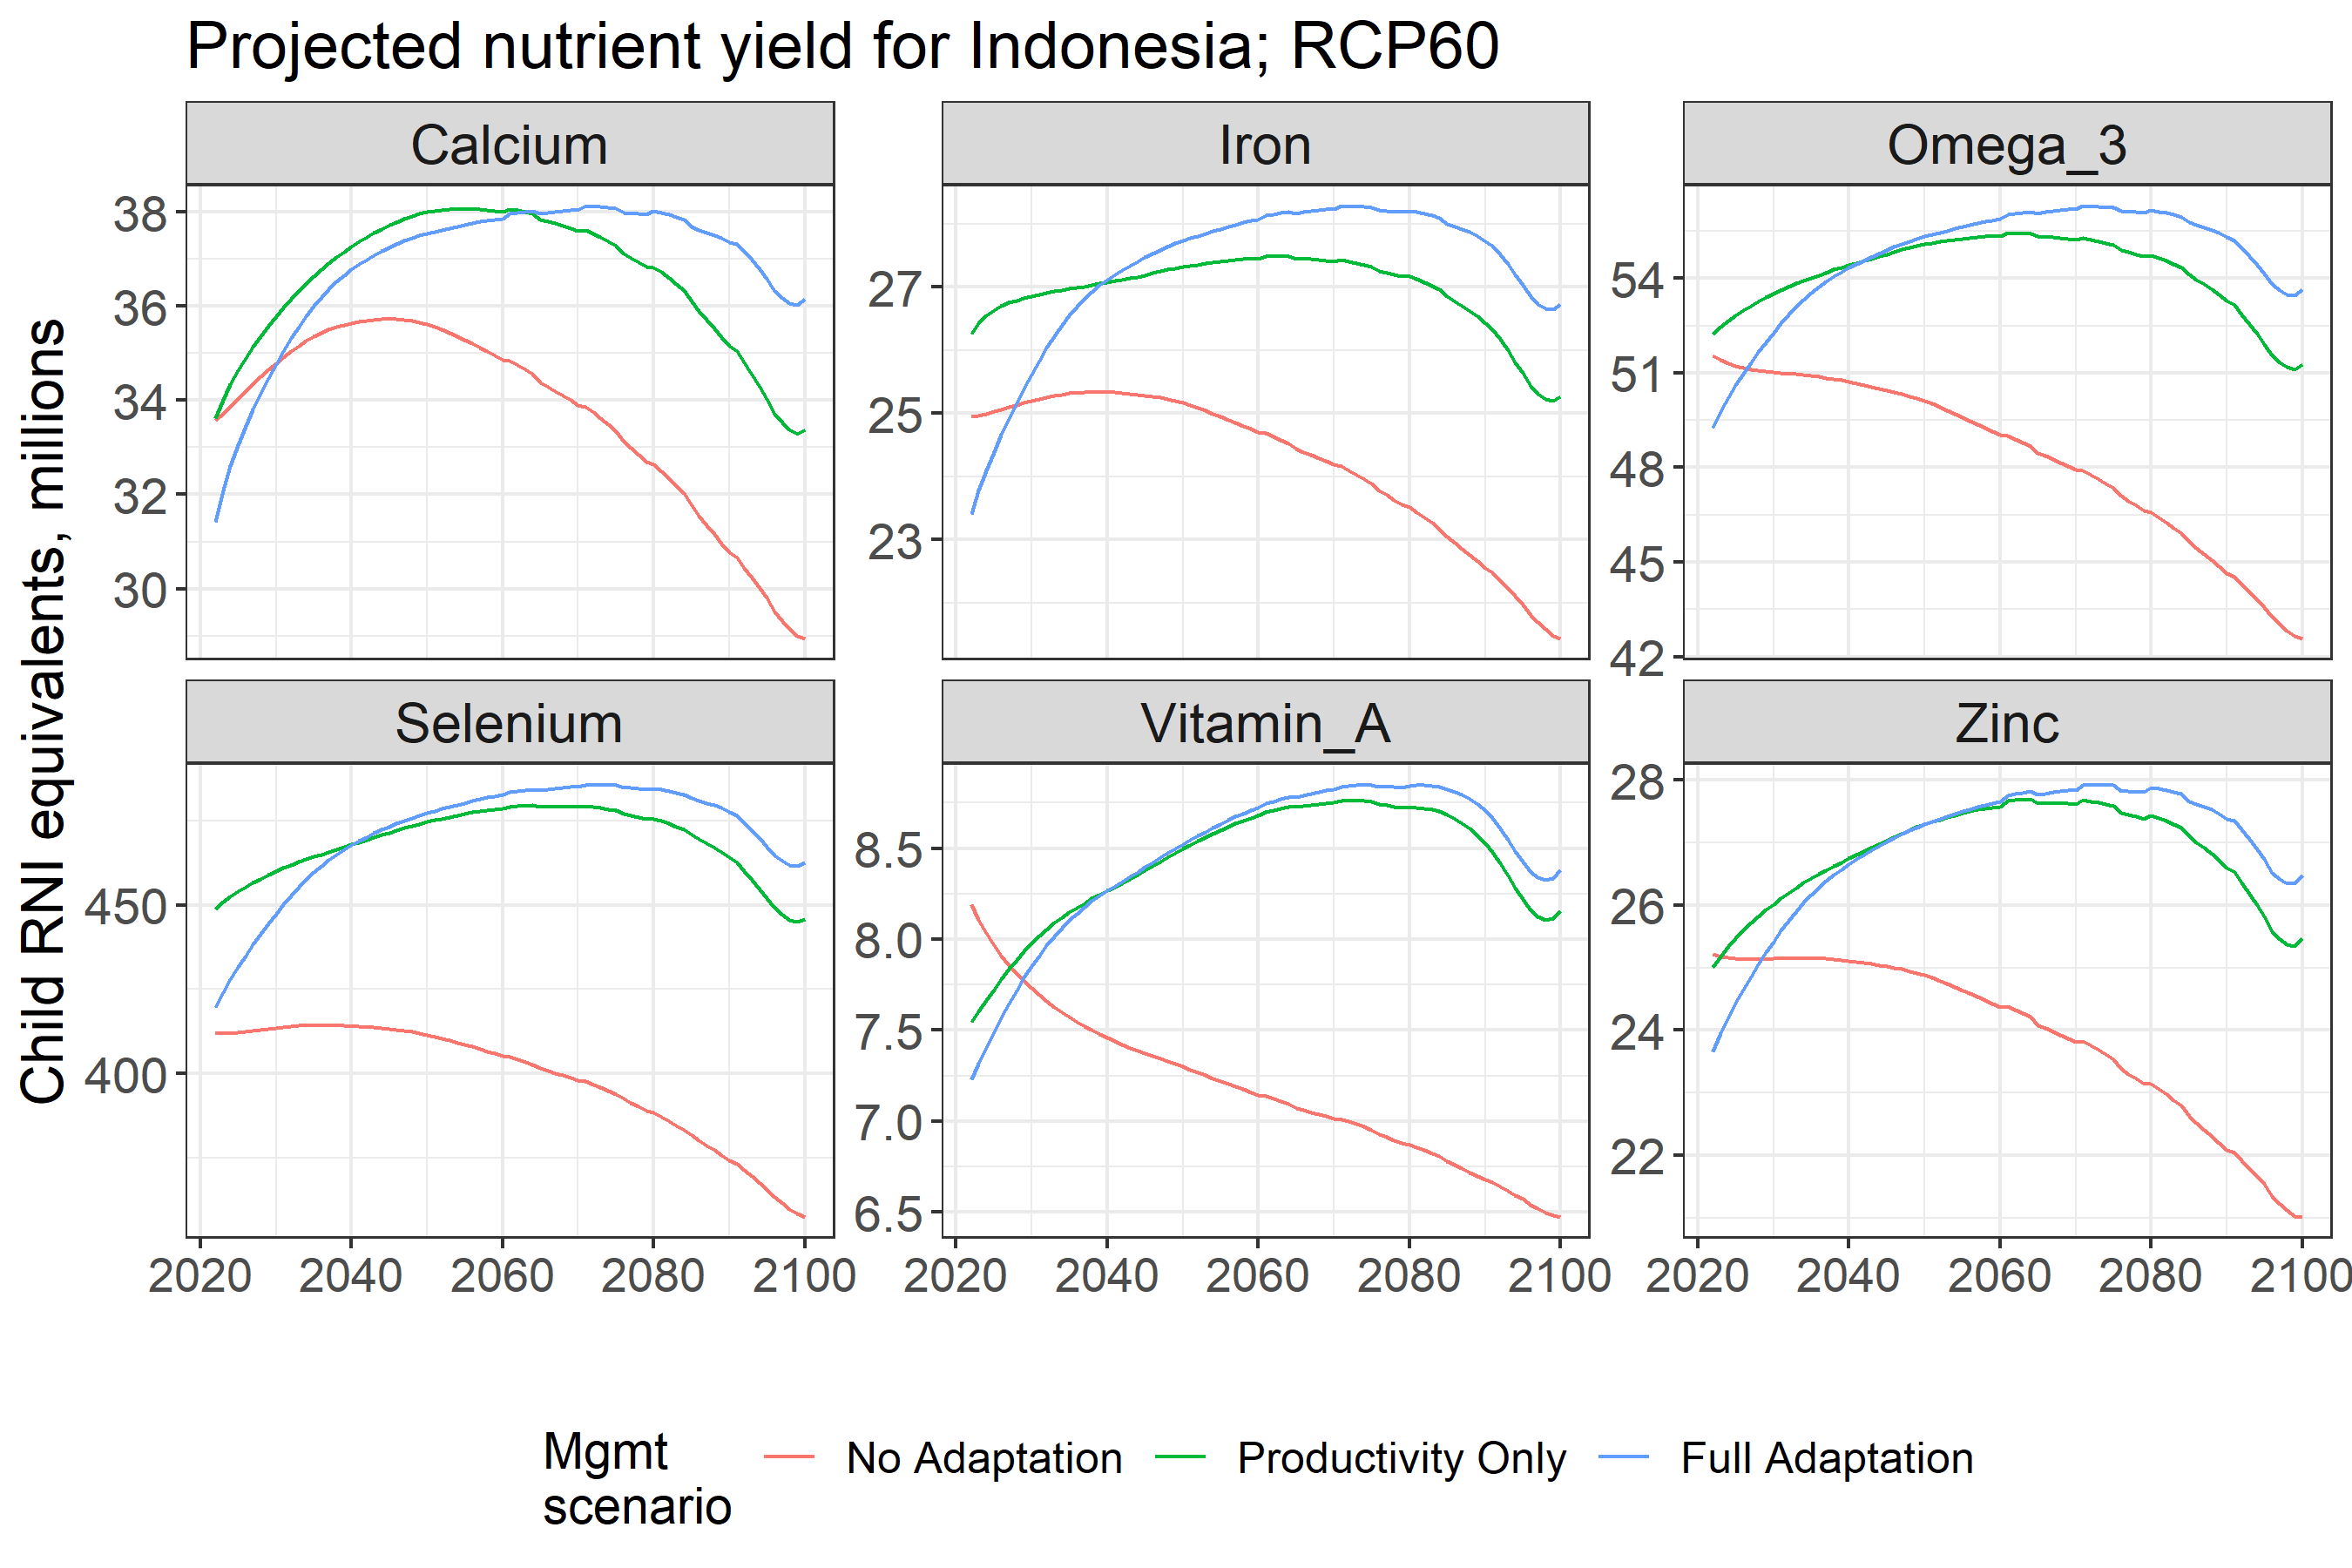 Projected nutrient yield for Indonesia; RCP60
Calcium
Iron
Omega_3
38
36
34
32
30
27
25
23
54
51
48
45
42
Selenium
Vitamin_A
Zinc
450
400
8.5
8.0
7.5
7.0
6.5
28
26
24
22
2020 2040 2060 2080 2100
2020 2040 2060 2080 2100
2020 2040 2060 2080 2100
Child RNI equivalents, millions
Mgmt
scenario
No Adaptation
Productivity Only
Full Adaptation